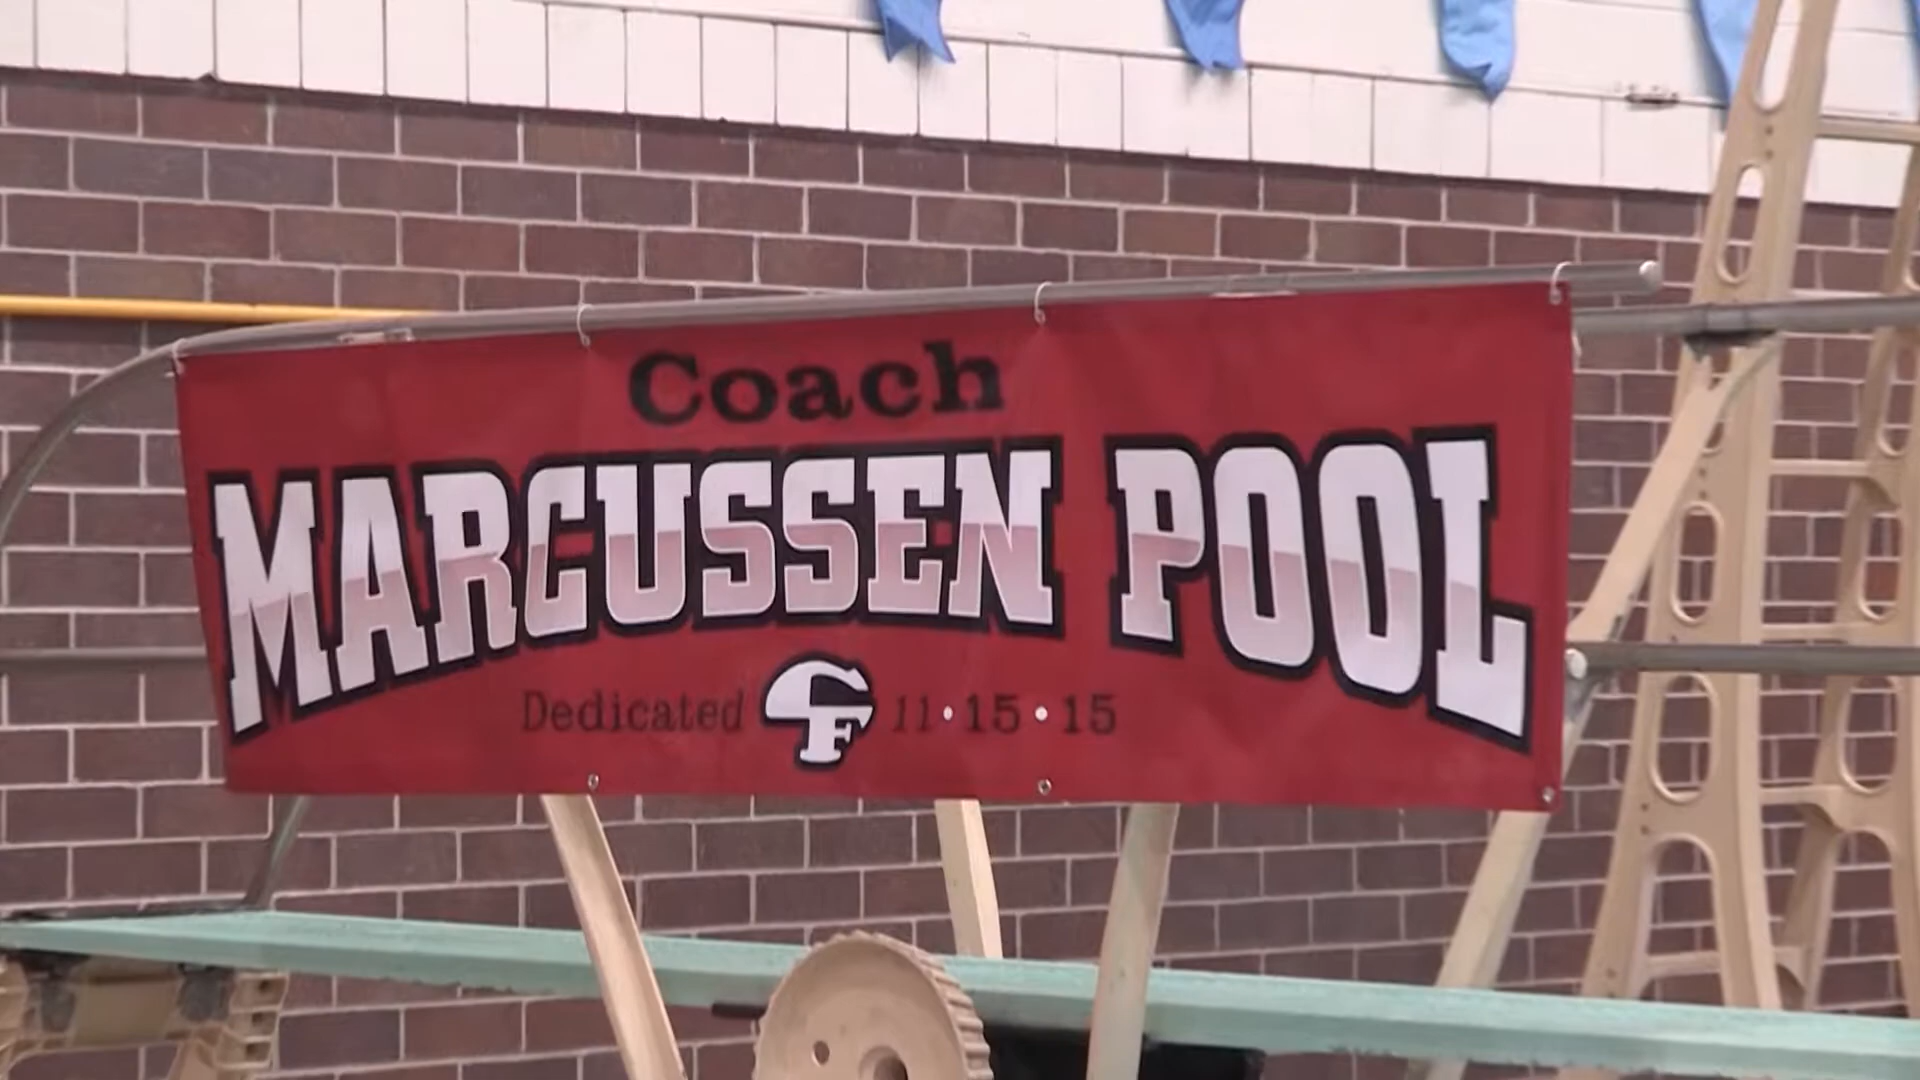 Coach
MARCUSSEN POOL
Dedicated CF 11•15•15